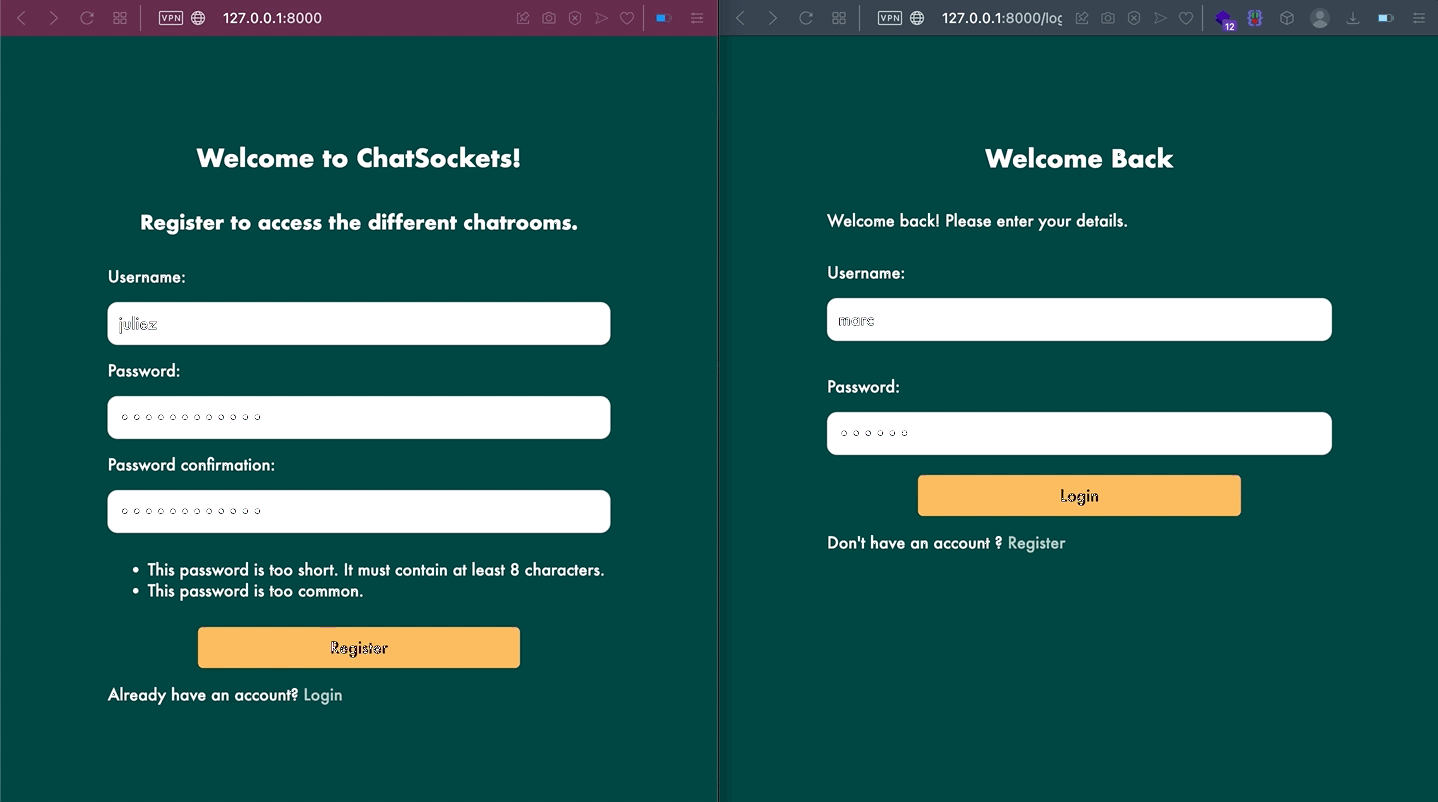 VPN 127.0.0.1:8000
Welcome to ChatSockets!
Register to access the different chatrooms.
Username:
juliez
Password:
Password confirmation:
• This password is too short. It must contain at least 8 characters.
• This password is too common.
Register
Already have an account? Login
VPN 127.0.0.1:8000/log
12
Welcome Back
Welcome back! Please enter your details.
Username:
marc
Password:
Login
Don't have an account ? Register